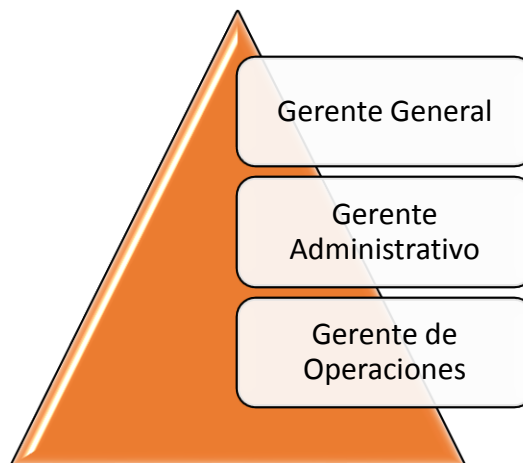 Gerente General
Gerente
Administrativo
Gerente de
Operaciones